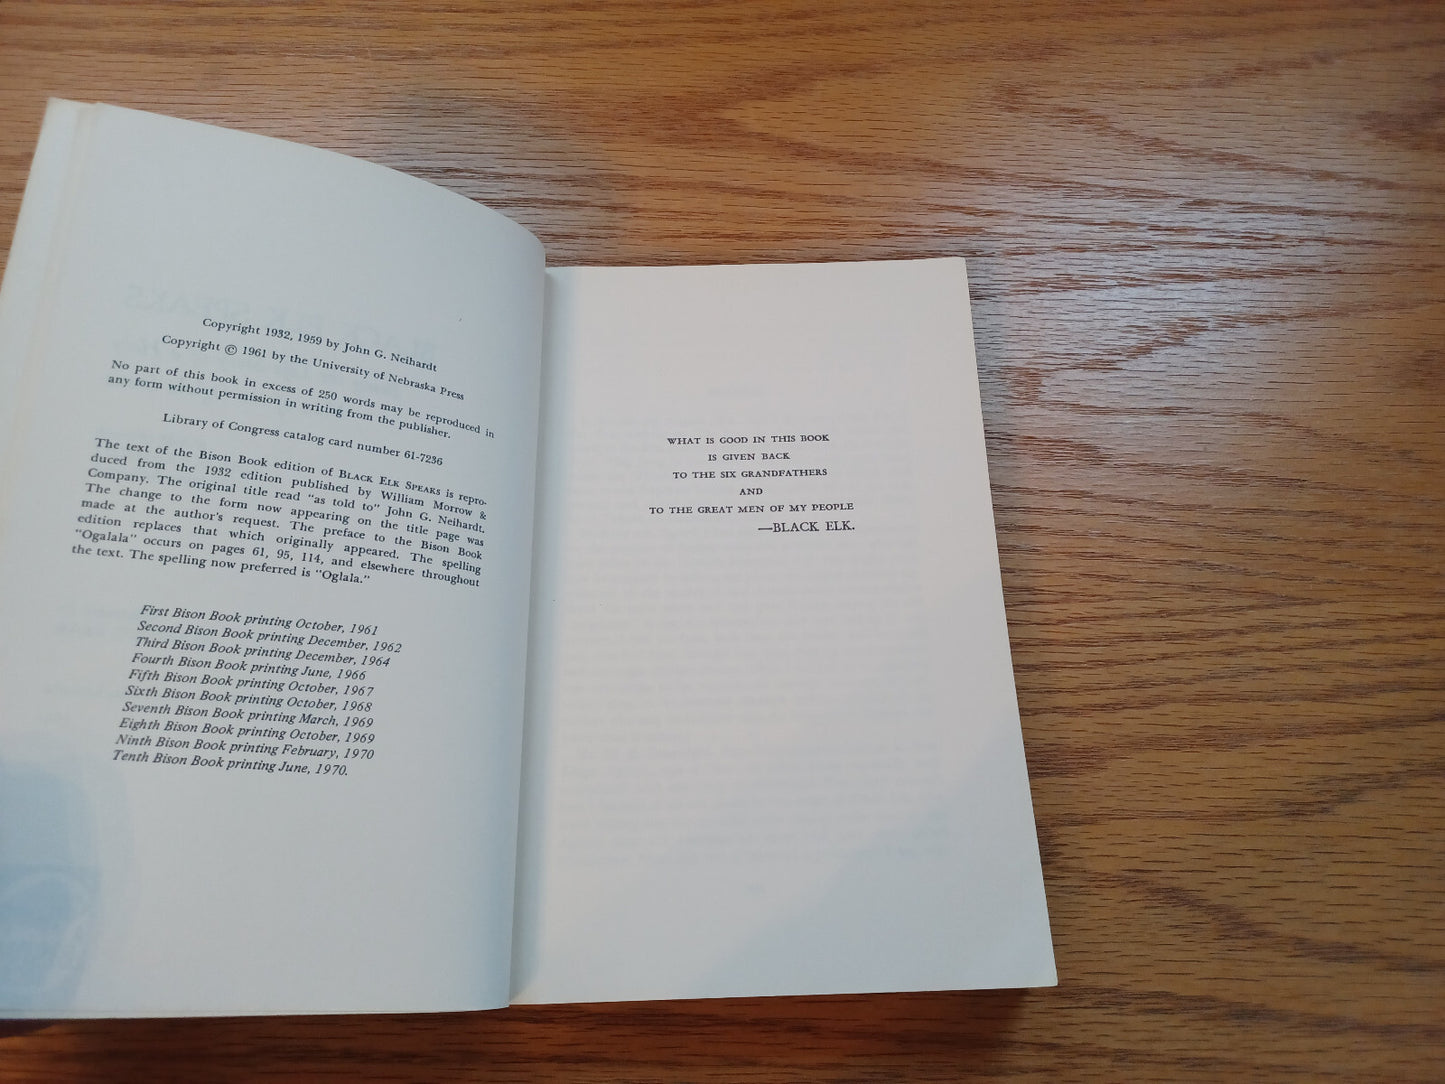 Copyright 1932, 1959 by John G. Neihardt
Copyright © 1961 by the University of Nebraska Press
No part of this book in excess of 250 words may be reproduced in
any form without permission in writing from the publisher.
Library of Congress catalog card number 61-7236
The text of the Bison Book edition of BLACK ELK SPEAKS is repro-
duced from the 1932 edition published by William Morrow &
Company. The original title read "as told to" John G. Neihardt.
The change to the form now appearing on the title page was
made at the author's request. The preface to the Bison Book
edition replaces that which originally appeared. The spelling
"Ogalala" occurs on pages 61, 95, 114, and elsewhere throughout
the text. The spelling now preferred is "Oglala."
First Bison Book printing October, 1961
Second Bison Book printing December, 1962
Third Bison Book printing December, 1964
Fourth Bison Book printing June, 1966
Fifth Bison Book printing October, 1967
Sixth Bison Book printing October, 1968
Seventh Bison Book printing March, 1969
Eighth Bison Book printing October, 1969
Ninth Bison Book printing February, 1970
Tenth Bison Book printing June, 1970.
WHAT IS GOOD IN THIS BOOK
IS GIVEN BACK
TO THE SIX GRANDFATHERS
AND
TO THE GREAT MEN OF MY PEOPLE
—BLACK ELK.